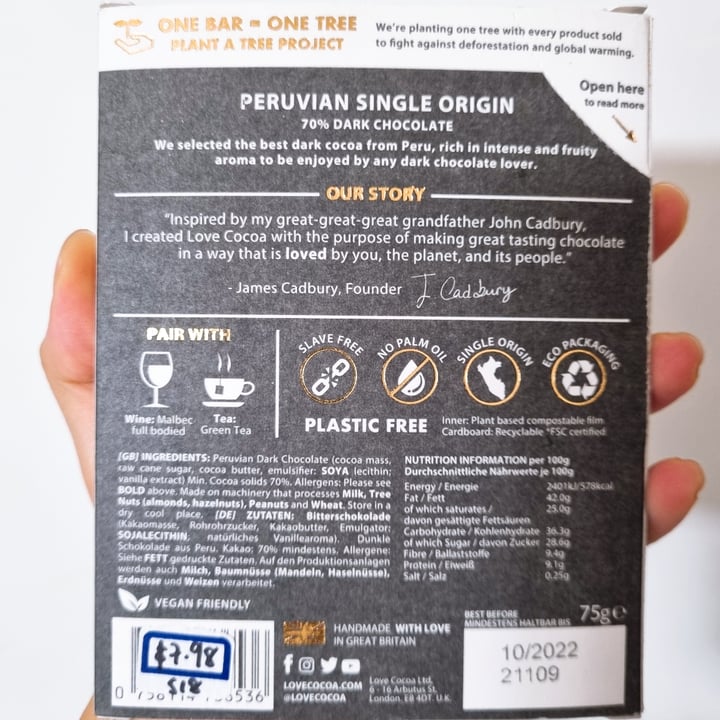 ONE BAR = ONE TREE
PLANT A TREE PROJECT
We're planting one tree with every product sold
to fight against deforestation and global warming.
Open here
to read more
PERUVIAN SINGLE ORIGIN
70% DARK CHOCOLATE
We selected the best dark cocoa from Peru, rich in intense and fruity
aroma to be enjoyed by any dark chocolate lover.
OUR STORY
"Inspired by my great-great-great grandfather John Cadbury,
I created Love Cocoa with the purpose of making great tasting chocolate
in a way that is loved by you, the planet, and its people."
- James Cadbury, Founder J Cadbury
PAIR WITH
Wine: Malbec
full bodied
Tea:
Green Tea
SLAVE FREE
NO PALM OIL
SINGLE ORIGIN
ECO PACKAGING
PLASTIC FREE
Inner: Plant based compostable film
Cardboard: Recyclable *FSC certified
[GB] INGREDIENTS: Peruvian Dark Chocolate (cocoa mass,
raw cane sugar, cocoa butter, emulsifier: SOYA lecithin;
vanilla extract) Min. Cocoa solids 70%. Allergens: Please see
BOLD above. Made on machinery that processes Milk, Tree
Nuts (almonds, hazelnuts), Peanuts and Wheat. Store in a
dry cool place. [DE] ZUTATEN: Bitterschokolade
(Kakaomasse, Rohrohrzucker, Kakaobutter, Emulgator:
SOJALECITHIN, natürliches Vanillearoma). Dunkle
Schokolade aus Peru. Kakao: 70% mindestens. Allergene:
Siehe FETT gedruckte Zutaten. Auf den Produktionsanlagen
werden auch Milch, Baumnüsse (Mandeln, Haselnüsse),
Erdnüsse und Weizen verarbeitet.
NUTRITION INFORMATION per 100g
Durchschnittliche Nährwerte je 100g
Energy / Energie 2401kJ/578kcal
Fat / Fett 42.0g
of which saturates / 25.0g
davon gesättigte Fettsäuren
Carbohydrate / Kohlenhydrate 36.3g
of which Sugar / davon Zucker 28.6g
Fibre / Ballaststoffe 9.4g
Protein / Eiweiß 9.1g
Salt / Salz 0.25g
VEGAN FRIENDLY
$7.98
518
0
HANDMADE WITH LOVE
IN GREAT BRITAIN
LOVECOCOA.COM
@LOVECOCOA
Love Cocoa Ltd.
6 - 16 Arbutus St,
London. E8 4DT. U.K.
BEST BEFORE
MINDESTENS HALTBAR BIS
75g e
10/2022
21109